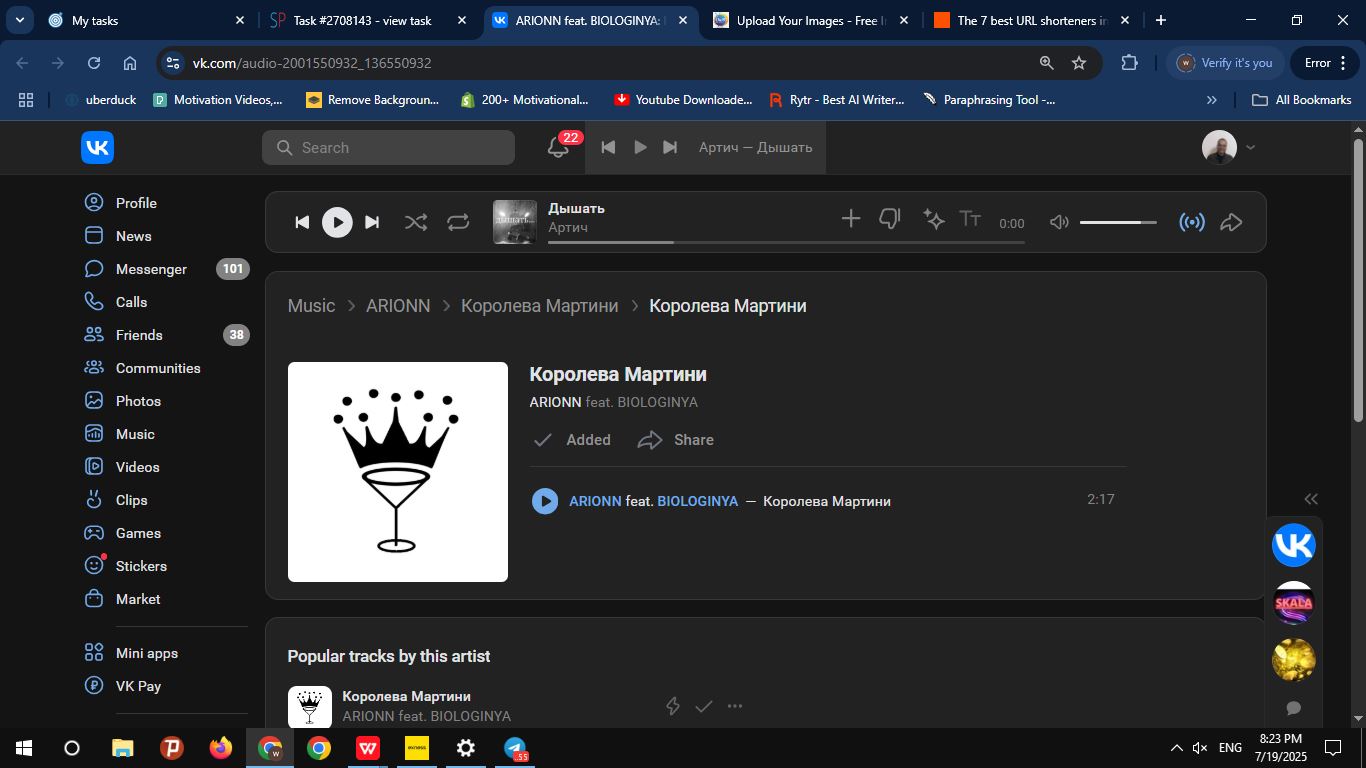 My tasks
Task #2708143 - view task
ARIONN feat. BIOLOGINYA:
Upload Your Images - Free
The 7 best URL shorteners in
vk.com/audio-2001550932_136550932
Verify it's you
Error
uberduck
Motivation Videos,...
Remove Backgroun...
200+ Motivational...
Youtube Downloade...
Rytr - Best AI Writer...
Paraphrasing Tool -...
All Bookmarks
Search
22
Артич — Дышать
Profile
News
Messenger
101
Calls
Friends
38
Communities
Photos
Music
Videos
Clips
Games
Stickers
Market
Mini apps
VK Pay
Дышать
Артич
0:00
Music > ARIONN > Королева Мартини > Королева Мартини
Королева Мартини
ARIONN feat. BIOLOGINYA
Added
Share
ARIONN feat. BIOLOGINYA — Королева Мартини
2:17
SKALA
Popular tracks by this artist
Королева Мартини
ARIONN feat. BIOLOGINYA
exness
ENG
8:23 PM
7/19/2025